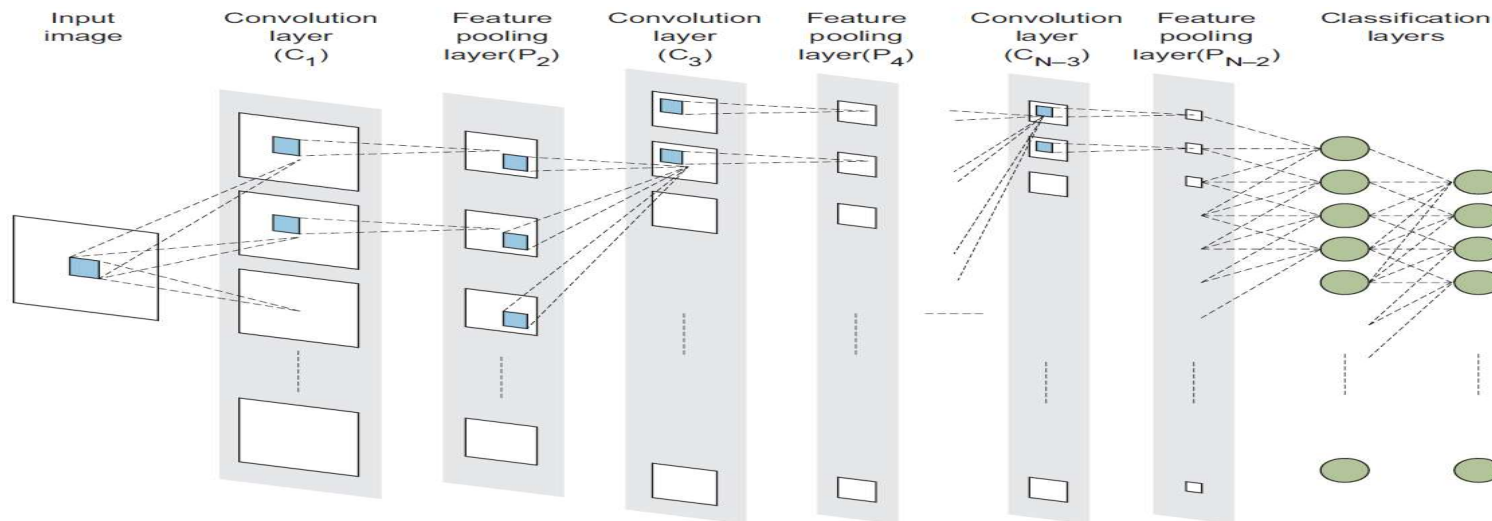 Input
image
Convolution
layer
(C1)
Feature
pooling
layer(P2)
Convolution
layer
(C3)
Feature
pooling
layer(P4)
Convolution
layer
(CN–3)
Feature
pooling
layer(PN–2)
Classification
layers